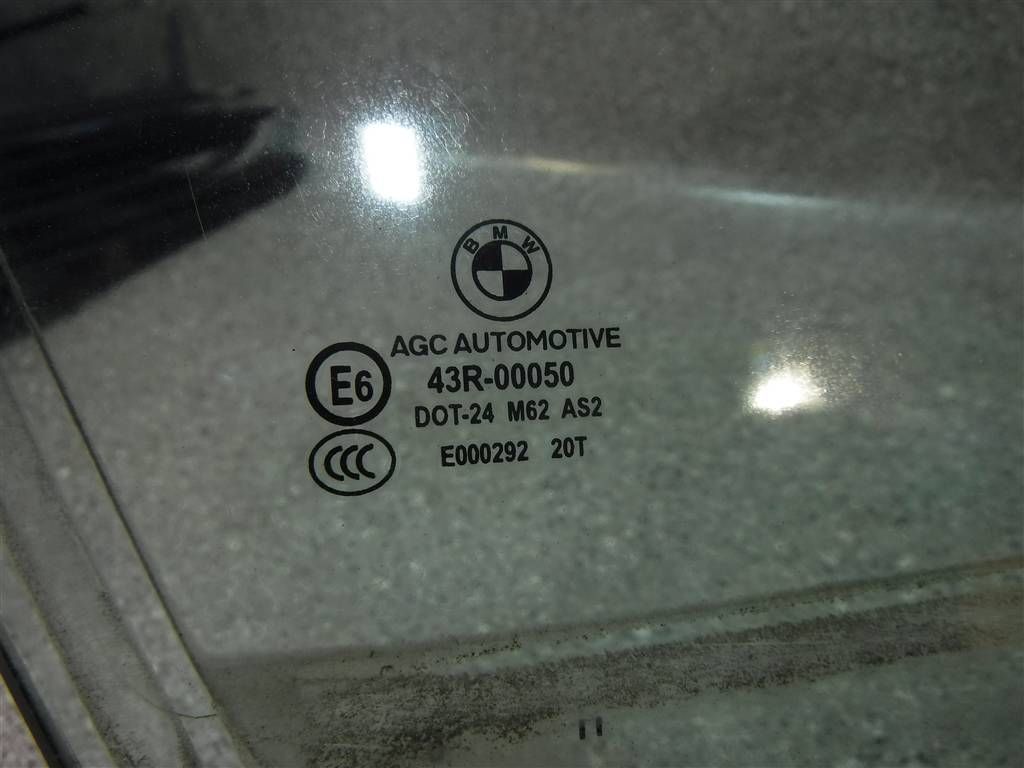 BMW
AGC AUTOMOTIVE
E6 43R-00050
DOT-24 M62 AS2
CCC E000292 20T